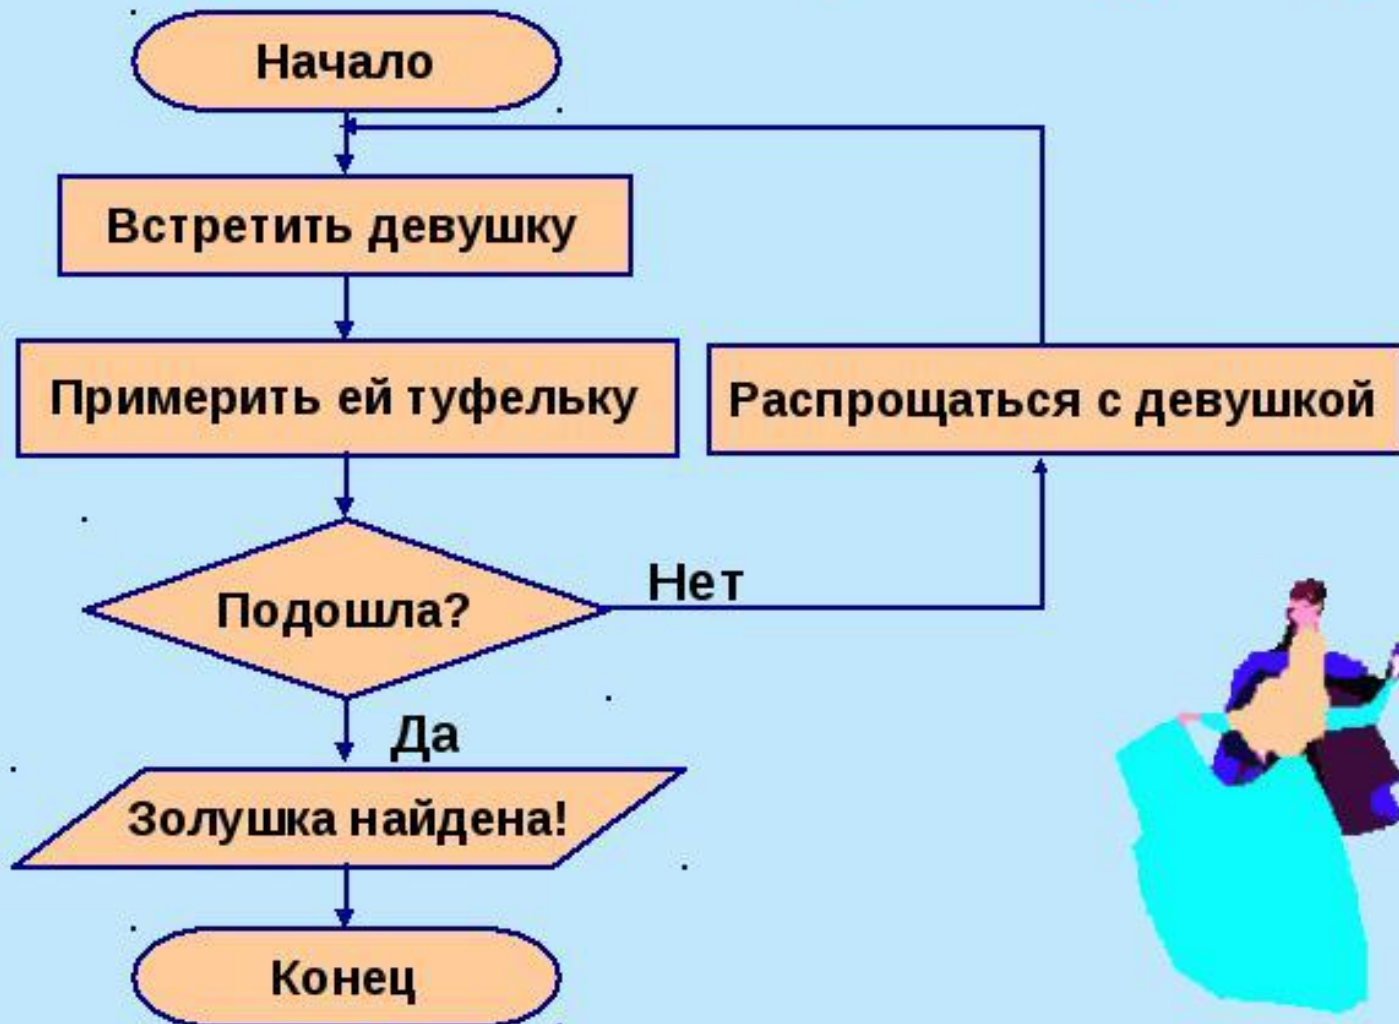 Начало
Встретить девушку
Примерить ей туфельку
Распрощаться с девушкой
Подошла?
Нет
Да
Золушка найдена!
Конец